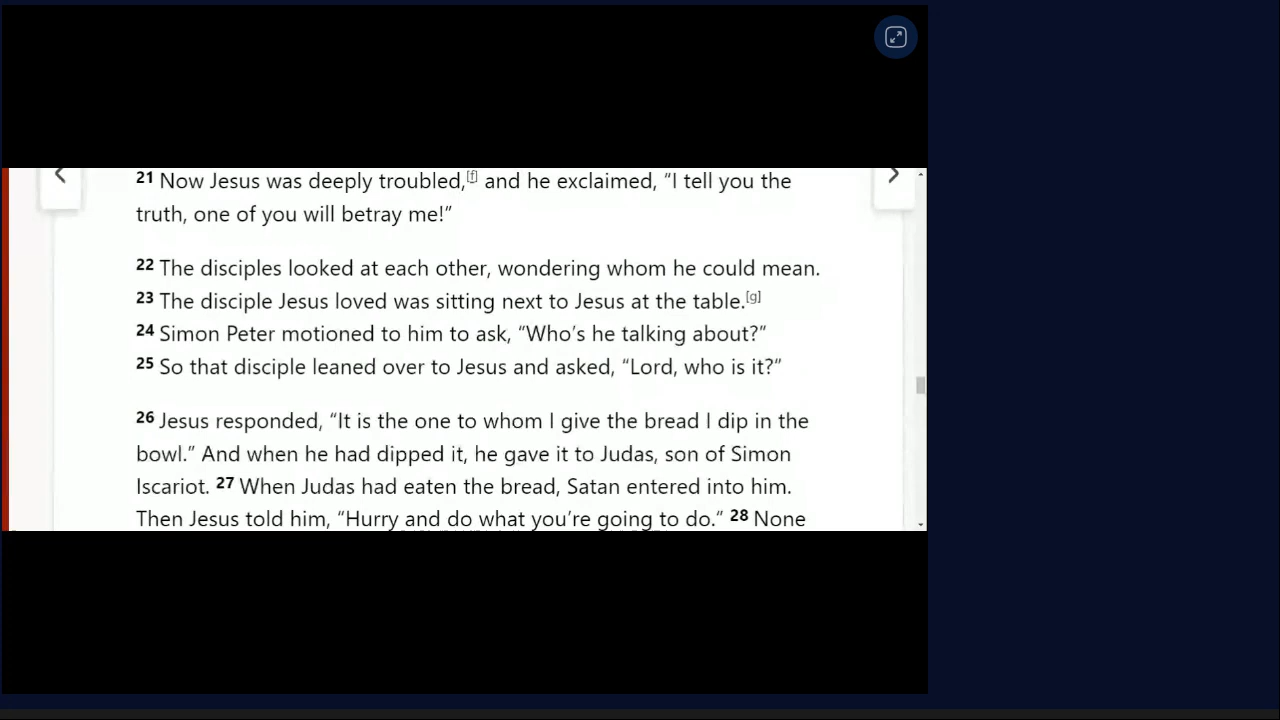 21 Now Jesus was deeply troubled,[f] and he exclaimed, “I tell you the
truth, one of you will betray me!”
22 The disciples looked at each other, wondering whom he could mean.
23 The disciple Jesus loved was sitting next to Jesus at the table.[g]
24 Simon Peter motioned to him to ask, “Who’s he talking about?”
25 So that disciple leaned over to Jesus and asked, “Lord, who is it?”
26 Jesus responded, “It is the one to whom I give the bread I dip in the
bowl.” And when he had dipped it, he gave it to Judas, son of Simon
Iscariot. 27 When Judas had eaten the bread, Satan entered into him.
Then Jesus told him, “Hurry and do what you’re going to do.” 28 None